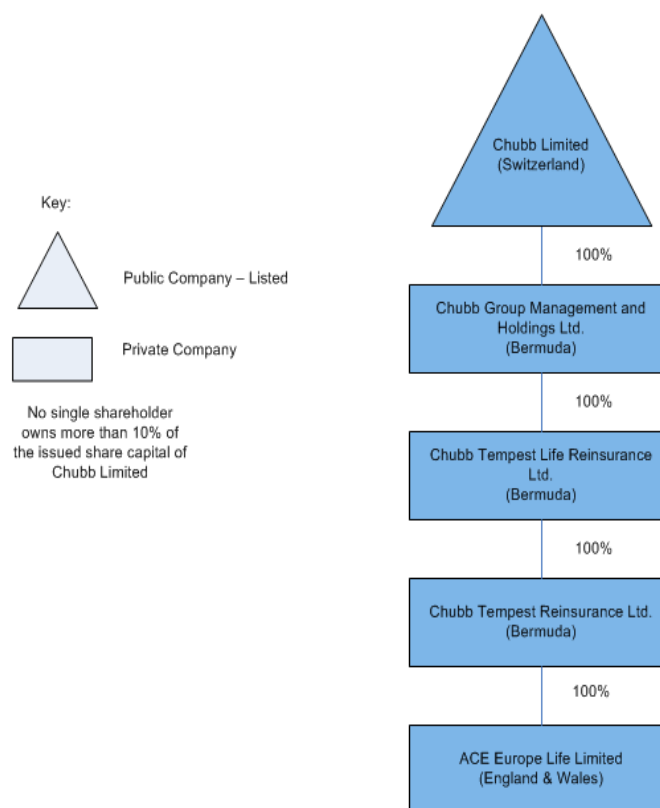 Chubb Limited
(Switzerland)
Key:
Public Company – Listed
Private Company
No single shareholder
owns more than 10% of
the issued share capital of
Chubb Limited
100%
Chubb Group Management and
Holdings Ltd.
(Bermuda)
100%
Chubb Tempest Life Reinsurance
Ltd.
(Bermuda)
100%
Chubb Tempest Reinsurance Ltd.
(Bermuda)
100%
ACE Europe Life Limited
(England & Wales)